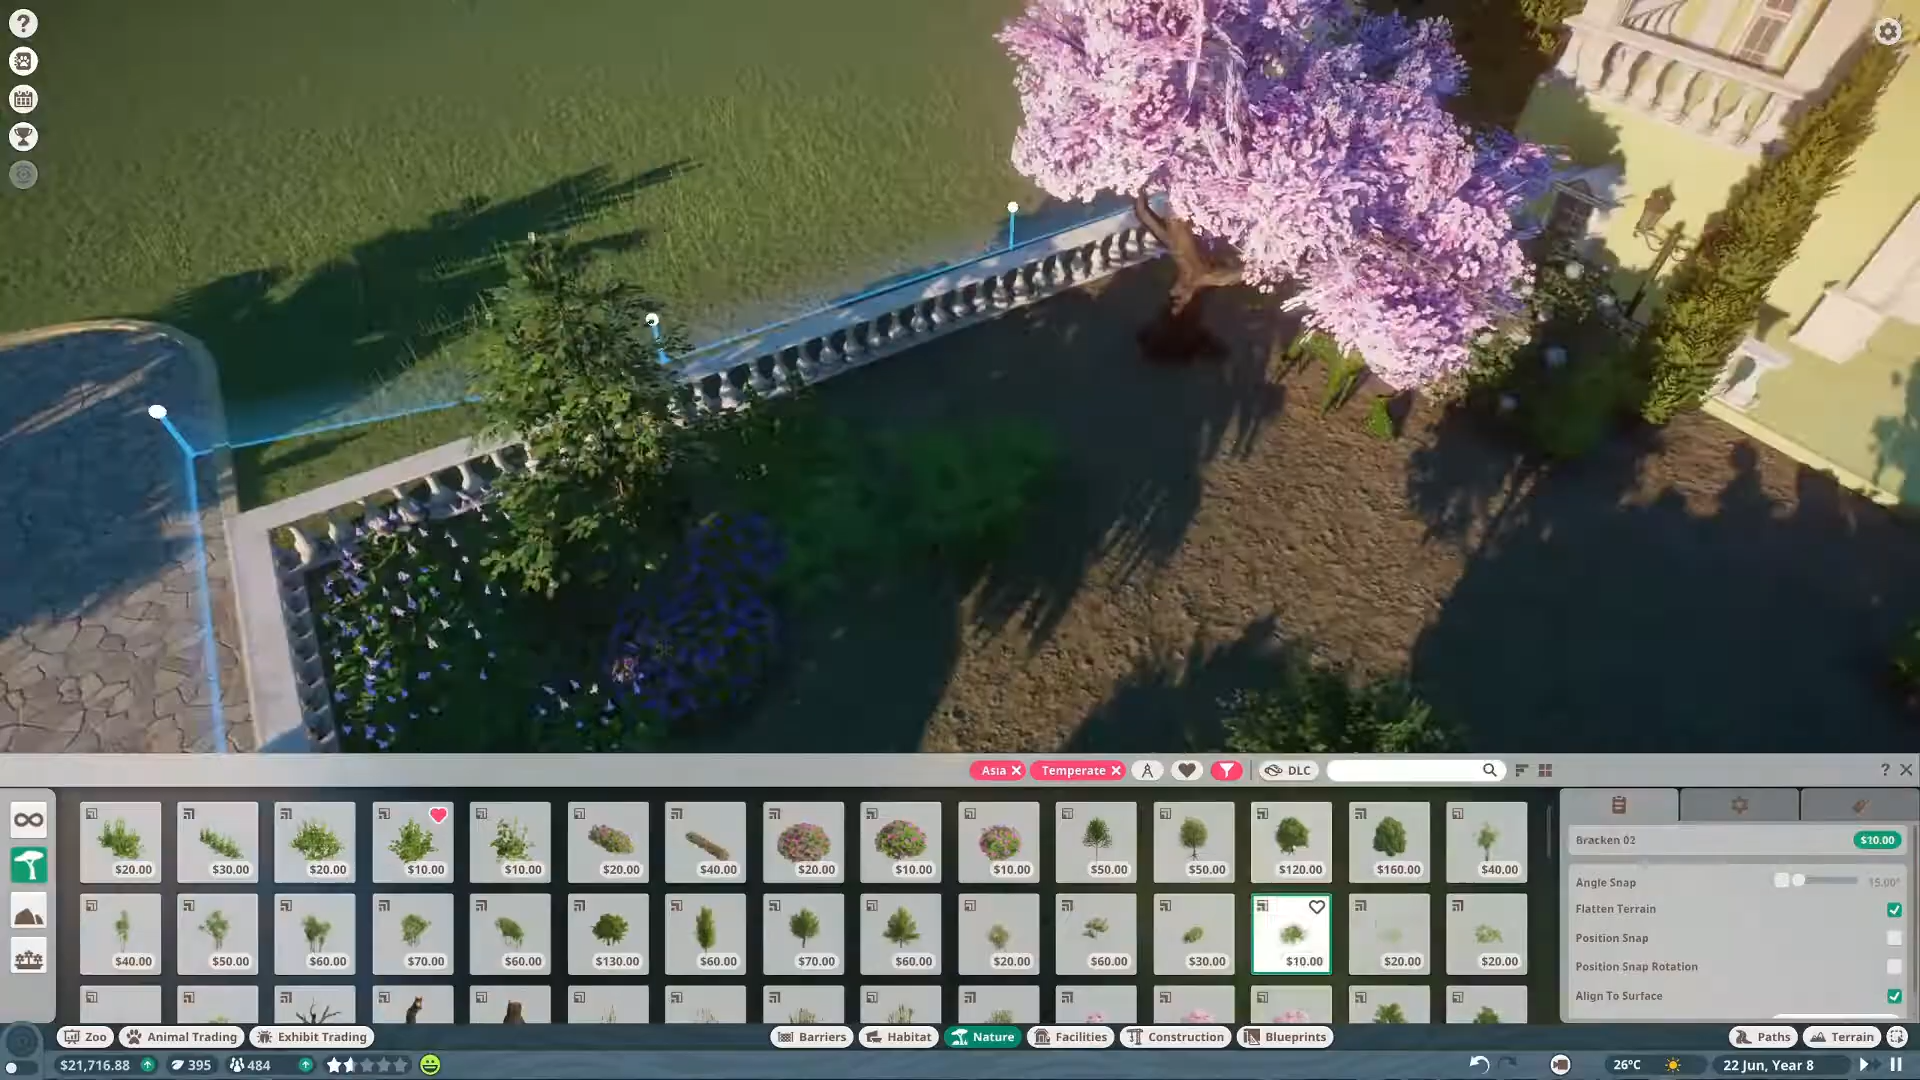 ?
Asia ✕ Temperate ✕ DLC ? ✕
$20.00 $30.00 $20.00 $10.00 $10.00 $20.00 $40.00 $20.00 $10.00 $10.00 $50.00 $50.00 $120.00 $160.00 $40.00
Bracken 02 $10.00
Angle Snap 15.00°
Flatten Terrain
Position Snap
Position Snap Rotation
Align To Surface
$40.00 $50.00 $60.00 $70.00 $60.00 $130.00 $60.00 $70.00 $60.00 $20.00 $60.00 $30.00 $10.00 $20.00 $20.00
Zoo Animal Trading Exhibit Trading Barriers Habitat Nature Facilities Construction Blueprints Paths Terrain
$21,716.88 395 484 26°C 22 Jun, Year 8